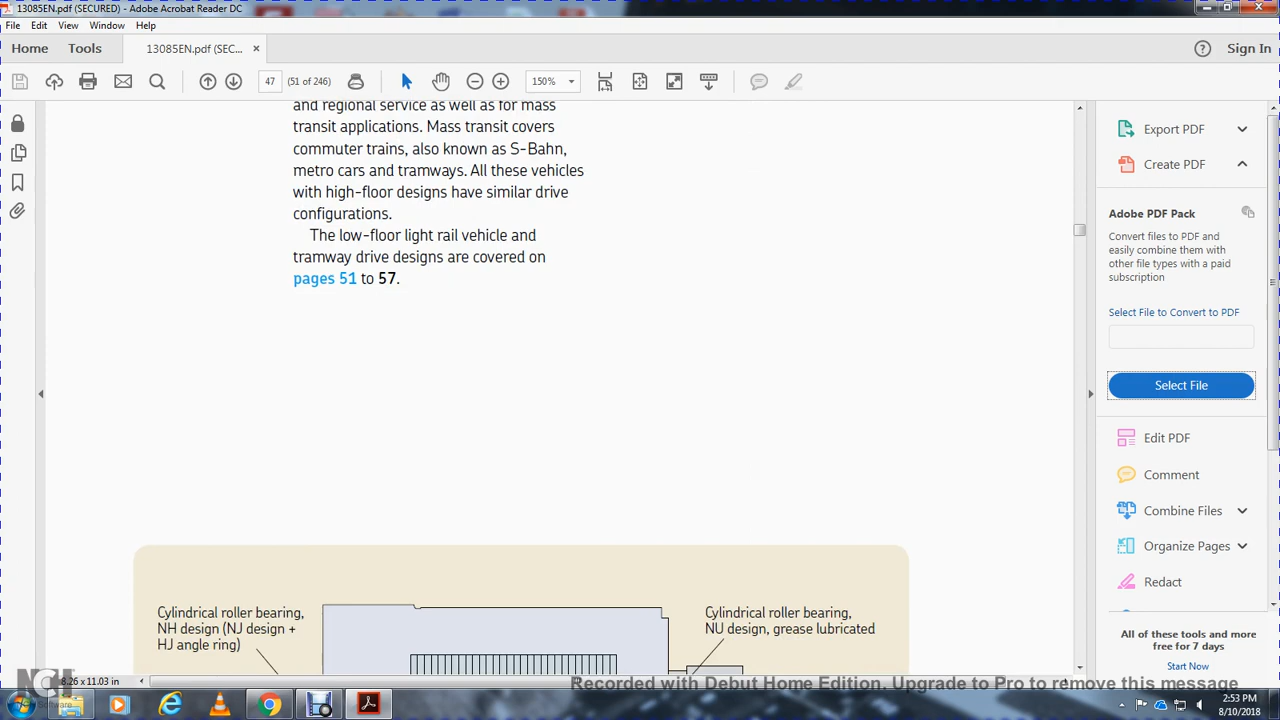 13085EN.pdf (SECURED) - Adobe Acrobat Reader DC
File Edit View Window Help
Home Tools 13085EN.pdf (SEC... × Sign In
47 (51 of 246) 150%
and regional service as well as for mass
transit applications. Mass transit covers
commuter trains, also known as S-Bahn,
metro cars and tramways. All these vehicles
with high-floor designs have similar drive
configurations.
The low-floor light rail vehicle and
tramway drive designs are covered on
pages 51 to 57.
Cylindrical roller bearing,
NH design (NJ design +
HJ angle ring)
Cylindrical roller bearing,
NU design, grease lubricated
Export PDF
Create PDF
Adobe PDF Pack
Convert files to PDF and
easily combine them with
other file types with a paid
subscription
Select File to Convert to PDF
Select File
Edit PDF
Comment
Combine Files
Organize Pages
Redact
All of these tools and more
free for 7 days
Start Now
8.26 x 11.03 in
NCH
Software
Recorded with Debut Home Edition. Upgrade to Pro to remove this message
2:53 PM
8/10/2018